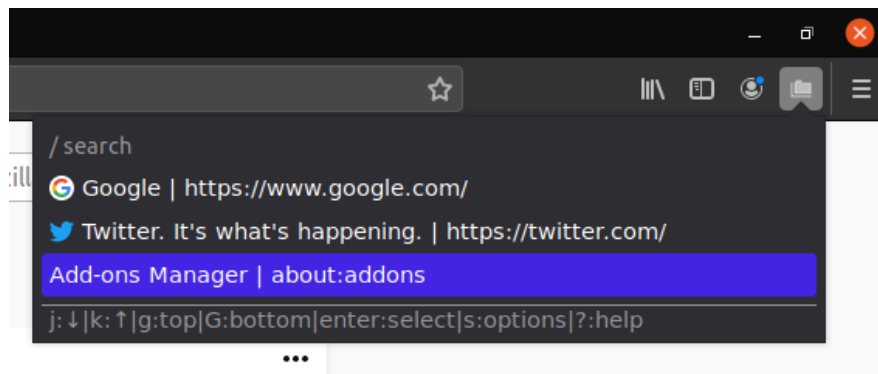 / search
ill
Google | https://www.google.com/
Twitter. It's what's happening. | https://twitter.com/
Add-ons Manager | about:addons
j:↓|k:↑|g:top|G:bottom|enter:select|s:options|?:help